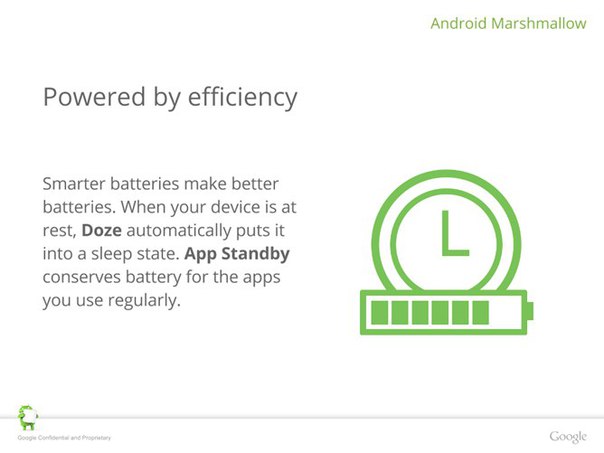 Android Marshmallow
Powered by efficiency
Smarter batteries make better
batteries. When your device is at
rest, Doze automatically puts it
into a sleep state. App Standby
conserves battery for the apps
you use regularly.
Google Confidential and Proprietary
Google